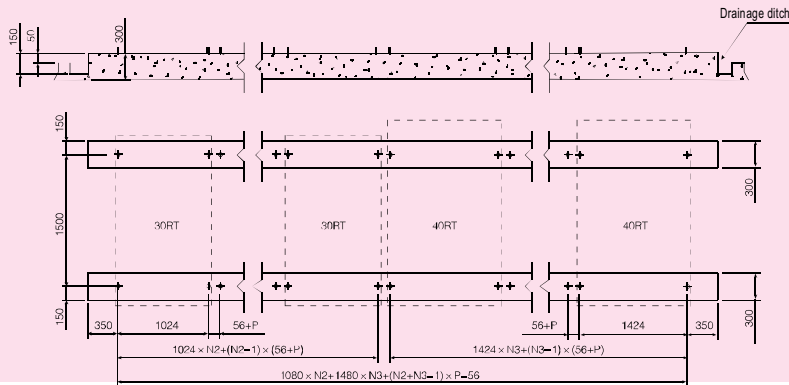 Drainage ditch
150
50
300
150
1500
150
300
300
30RT
30RT
40RT
40RT
350
1024
56+P
56+P
1424
350
1024 × N2+(N2−1) × (56+P)
1424 × N3+(N3−1) × (56+P)
1080 × N2+1480 × N3+(N2+N3−1) × P−56